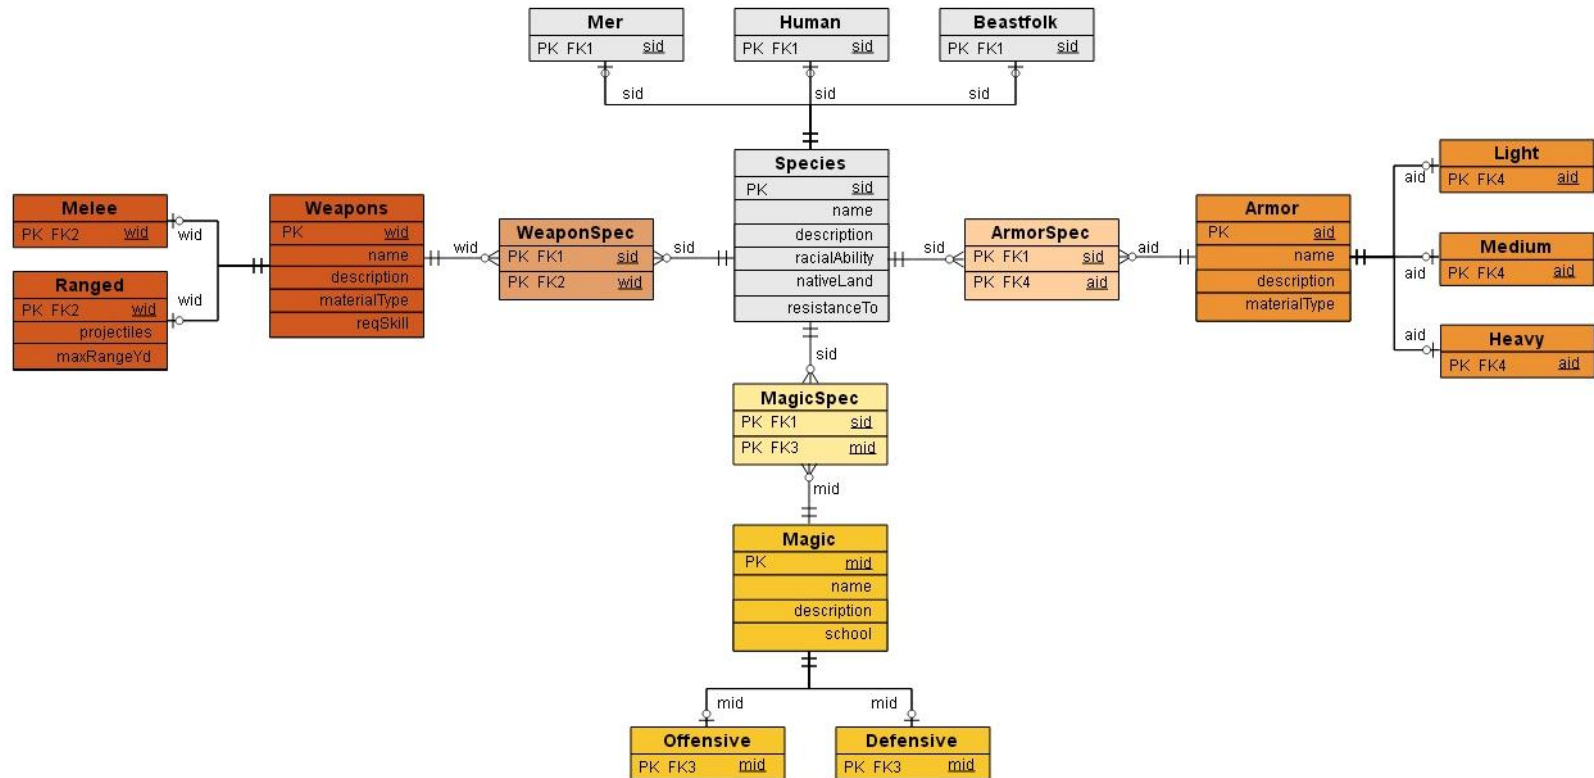 Mer
PK FK1 sid
Human
PK FK1 sid
Beastfolk
PK FK1 sid
sid
sid
sid
Species
PK sid
name
description
racialAbility
nativeLand
resistanceTo
Melee
PK FK2 wid
Ranged
PK FK2 wid
projectiles
maxRangeYd
wid
wid
Weapons
PK wid
name
description
materialType
reqSkill
wid
WeaponSpec
PK FK1 sid
PK FK2 wid
sid
sid
ArmorSpec
PK FK1 sid
PK FK4 aid
aid
Armor
PK aid
name
description
materialType
aid
aid
aid
Light
PK FK4 aid
Medium
PK FK4 aid
Heavy
PK FK4 aid
sid
MagicSpec
PK FK1 sid
PK FK3 mid
mid
Magic
PK mid
name
description
school
mid
mid
Offensive
PK FK3 mid
Defensive
PK FK3 mid